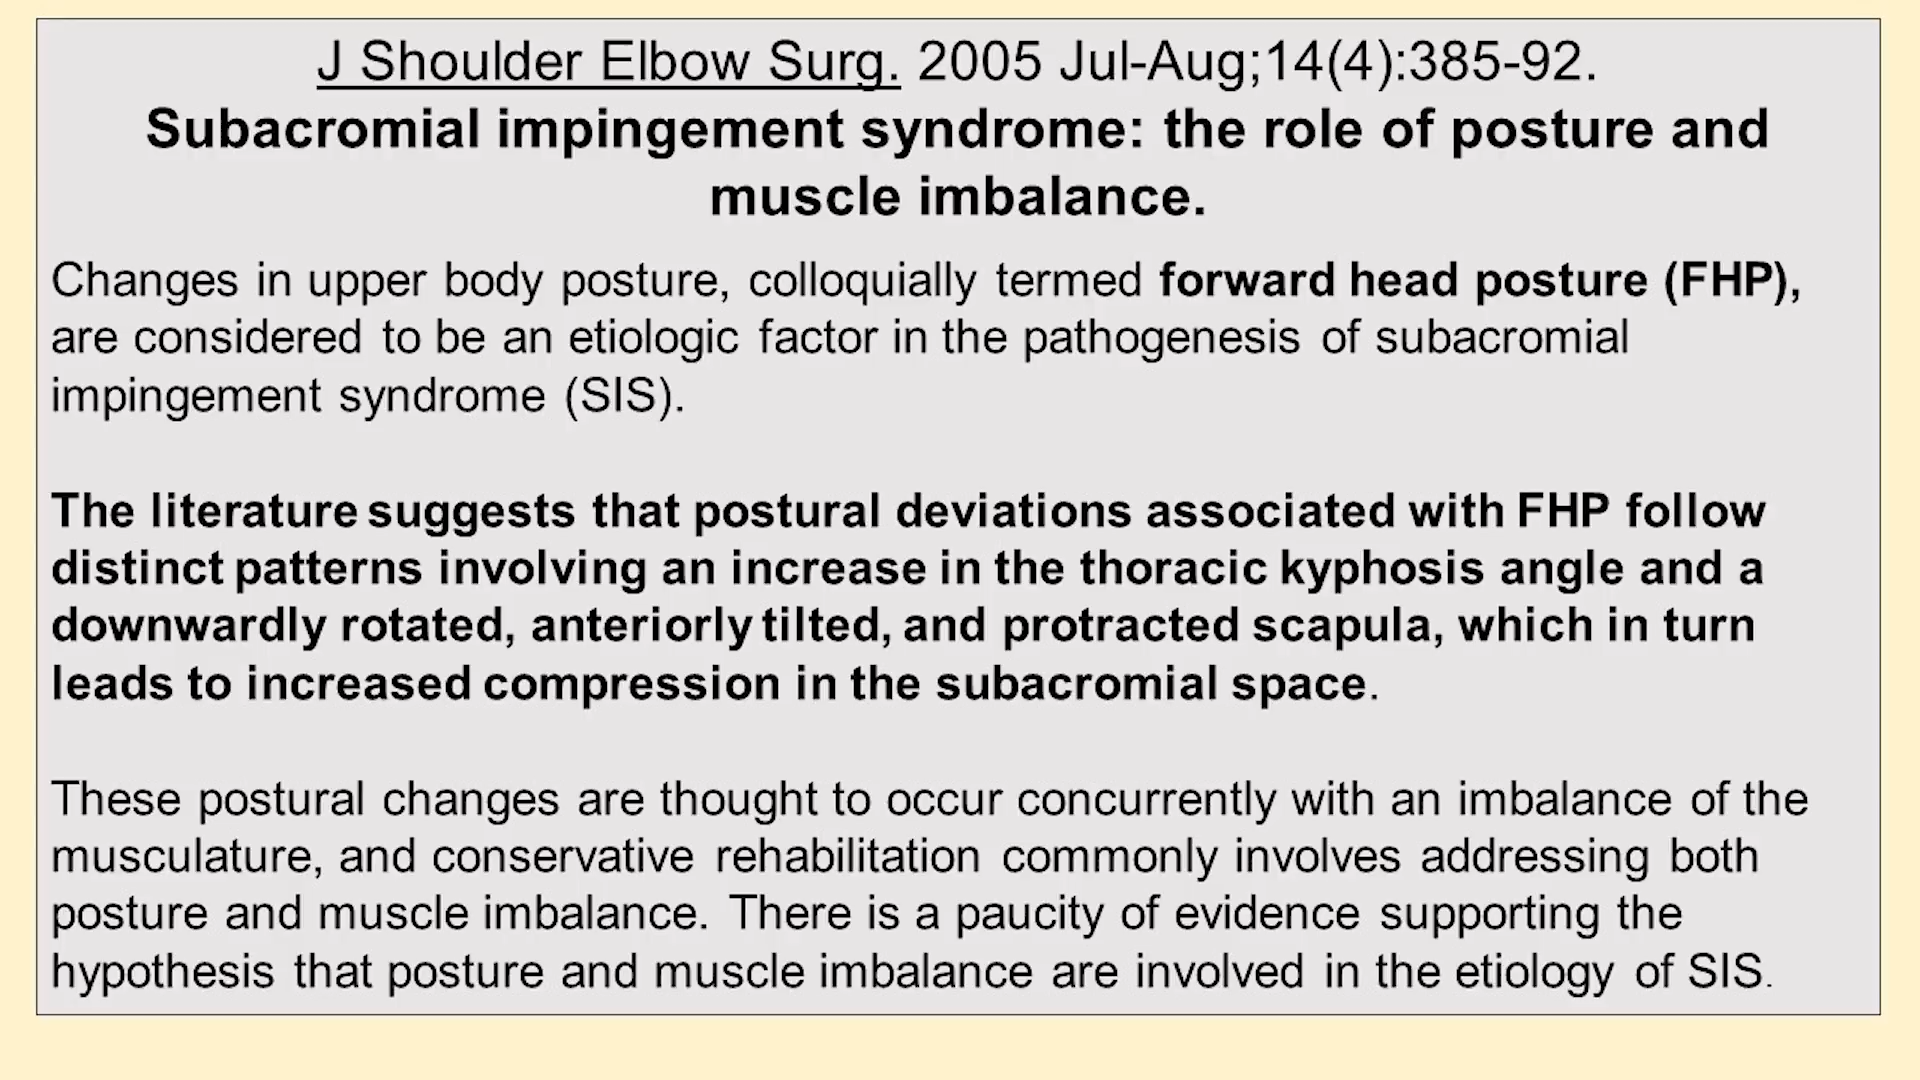 J Shoulder Elbow Surg. 2005 Jul-Aug;14(4):385-92.
Subacromial impingement syndrome: the role of posture and
muscle imbalance.
Changes in upper body posture, colloquially termed forward head posture (FHP),
are considered to be an etiologic factor in the pathogenesis of subacromial
impingement syndrome (SIS).
The literature suggests that postural deviations associated with FHP follow
distinct patterns involving an increase in the thoracic kyphosis angle and a
downwardly rotated, anteriorly tilted, and protracted scapula, which in turn
leads to increased compression in the subacromial space.
These postural changes are thought to occur concurrently with an imbalance of the
musculature, and conservative rehabilitation commonly involves addressing both
posture and muscle imbalance. There is a paucity of evidence supporting the
hypothesis that posture and muscle imbalance are involved in the etiology of SIS.